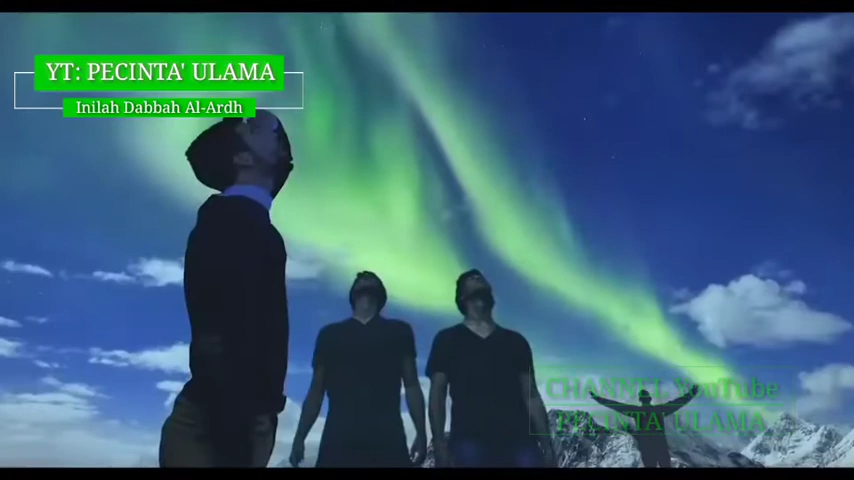 YT: PECINTA' ULAMA
Inilah Dabbah Al-Ardh
CHANNEL YouTube
PECINTA ULAMA